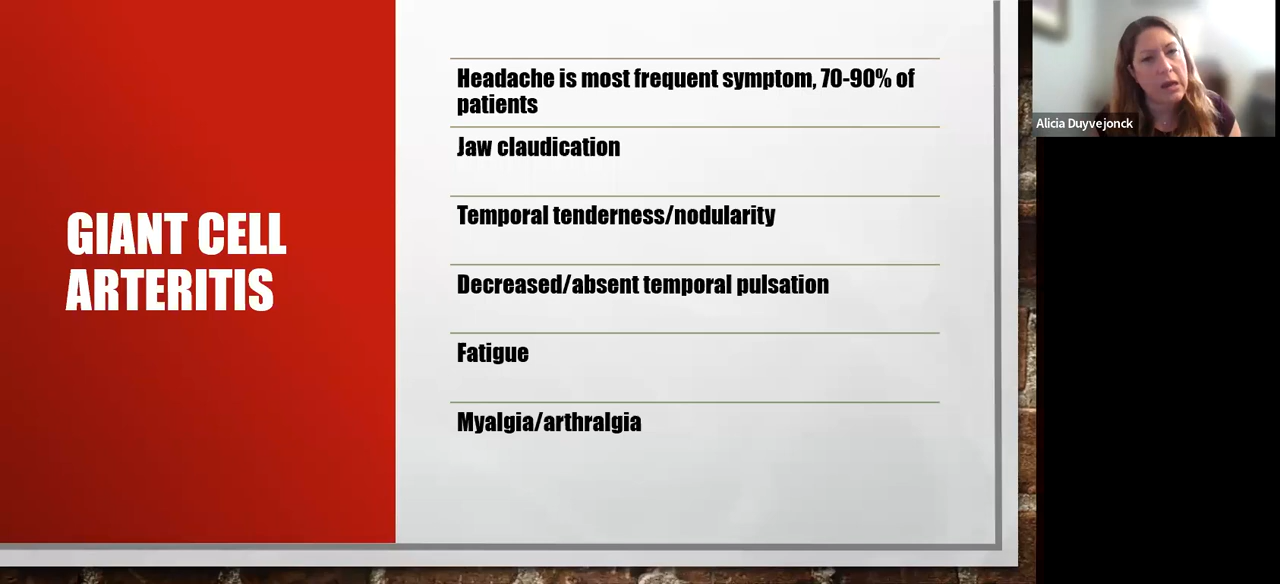 GIANT CELL
ARTERITIS
Headache is most frequent symptom, 70-90% of
patients
Jaw claudication
Temporal tenderness/nodularity
Decreased/absent temporal pulsation
Fatigue
Myalgia/arthralgia
Alicia Duyvejonck